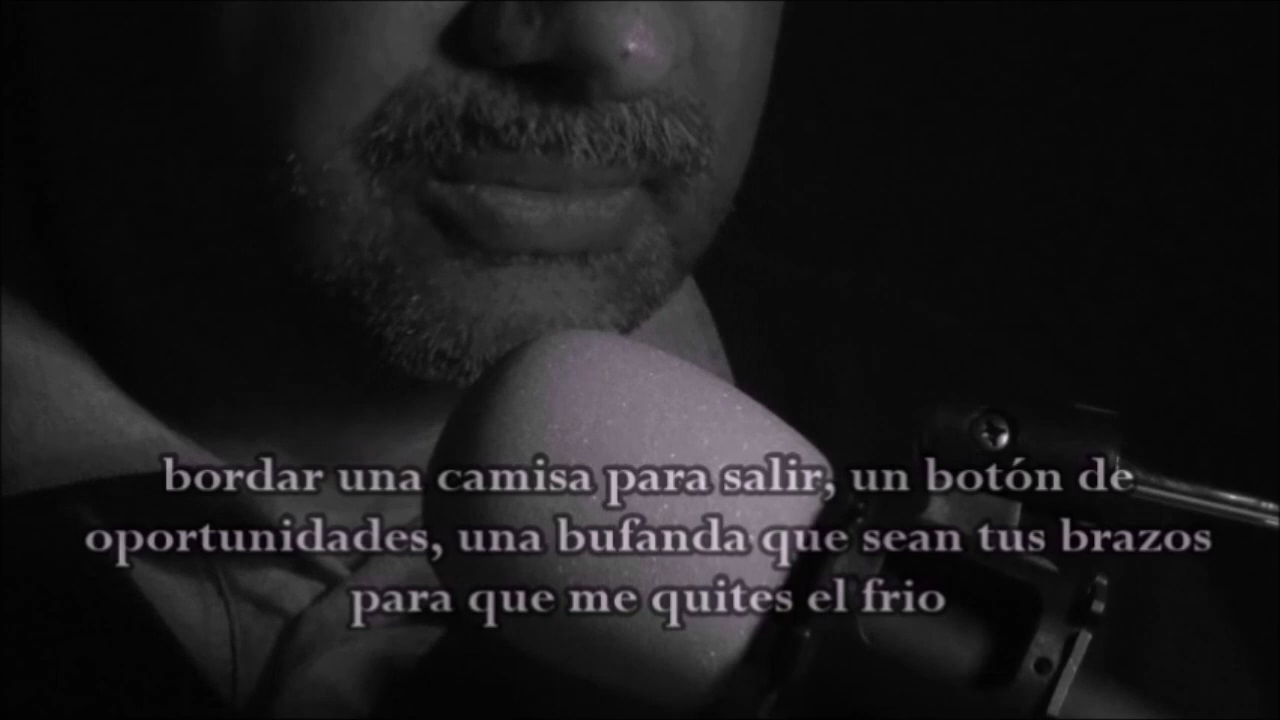 bordar una camisa para salir, un botón de
oportunidades, una bufanda que sean tus brazos
para que me quites el frio